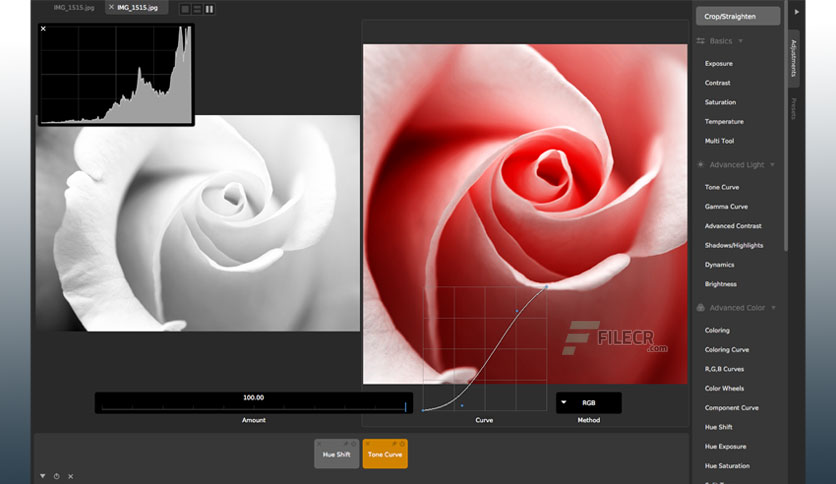 IMG_1515.jpg
IMG_1515.jpg
Crop/Straighten
Basics
Exposure
Contrast
Saturation
Temperature
Multi Tool
Advanced Light
Tone Curve
Gamma Curve
Advanced Contrast
Shadows/Highlights
Dynamics
Brightness
Advanced Color
Coloring
Coloring Curve
R,G,B Curves
Color Wheels
Component Curve
Hue Shift
Hue Exposure
Hue Saturation
Adjustments
Presets
FILECR
.com
100.00
Amount
Curve
RGB
Method
Hue Shift
Tone Curve